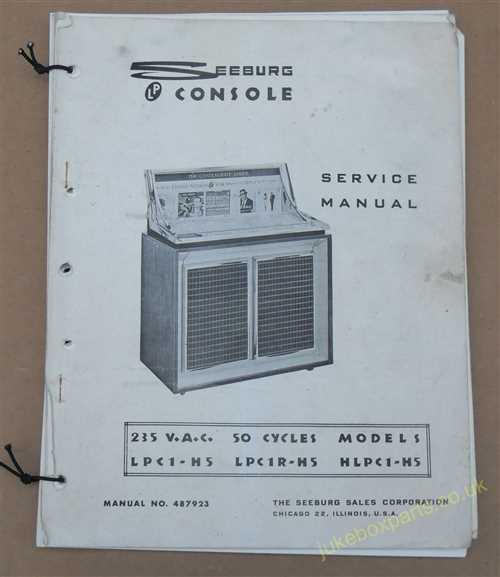 SEEBURG
LP CONSOLE
SERVICE
MANUAL
235 V.A.C. 50 CYCLES MODELS
LPC1-H5 LPC1R-H5 HLPC1-H5
MANUAL NO. 487923
THE SEEBURG SALES CORPORATION
CHICAGO 22, ILLINOIS, U.S.A.
jukeboxparts.co.uk